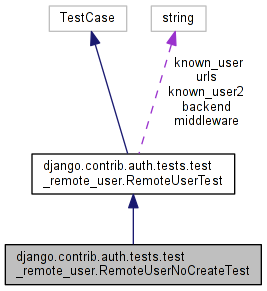 TestCase
string
known_user
urls
known_user2
backend
middleware
django.contrib.auth.tests.test
_remote_user.RemoteUserTest
django.contrib.auth.tests.test
_remote_user.RemoteUserNoCreateTest